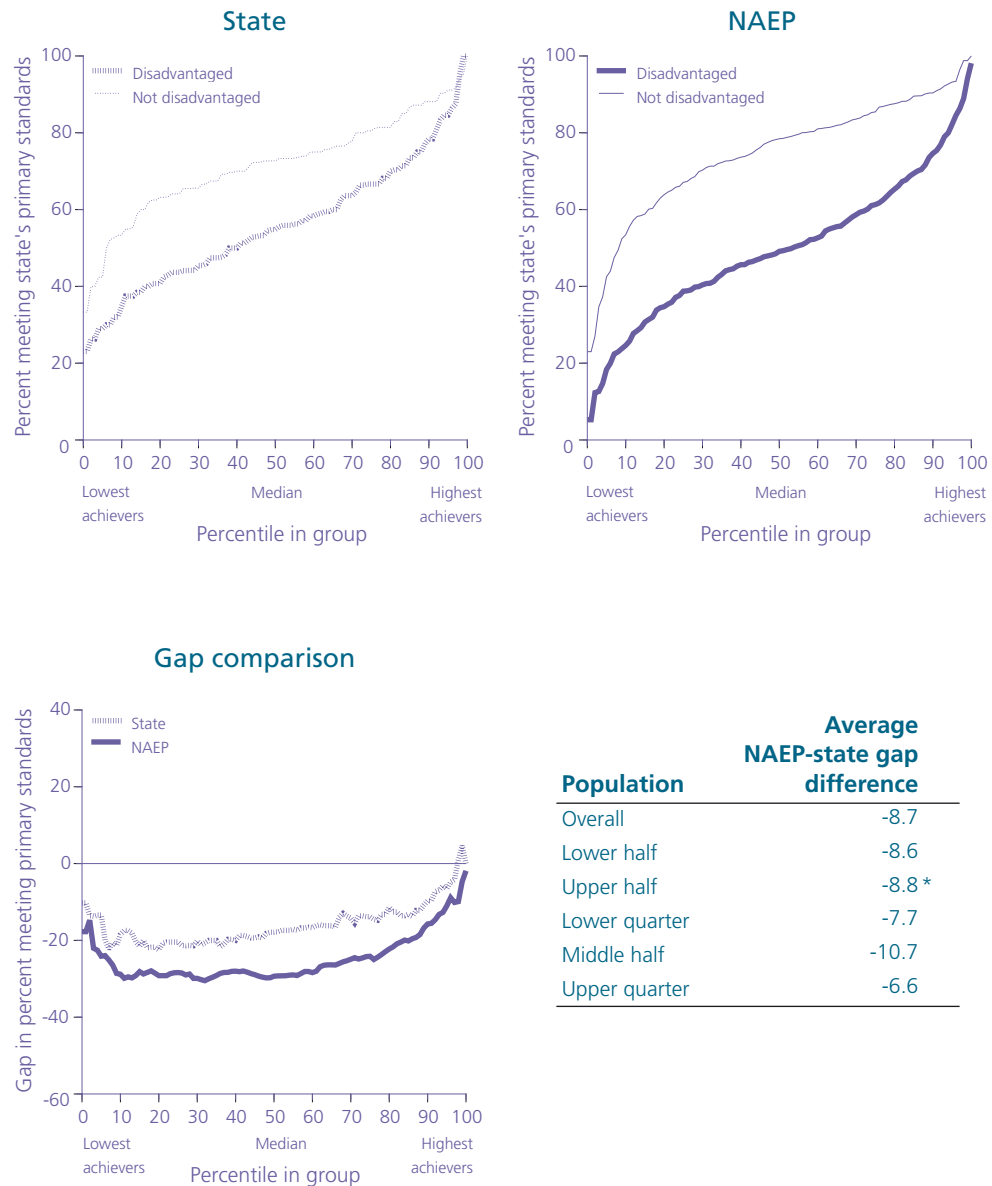 State
Percent meeting state's primary standards
100
80
60
40
20
0
Disadvantaged
Not disadvantaged
0 10 20 30 40 50 60 70 80 90 100
Lowest achievers
Median
Highest achievers
Percentile in group
NAEP
Percent meeting state's primary standards
100
80
60
40
20
0
Disadvantaged
Not disadvantaged
0 10 20 30 40 50 60 70 80 90 100
Lowest achievers
Median
Highest achievers
Percentile in group
Gap comparison
Gap in percent meeting primary standards
40
20
0
-20
-40
-60
State
NAEP
0 10 20 30 40 50 60 70 80 90 100
Lowest achievers
Median
Highest achievers
Percentile in group
Average
NAEP-state gap
Population difference
Overall -8.7
Lower half -8.6
Upper half -8.8 *
Lower quarter -7.7
Middle half -10.7
Upper quarter -6.6